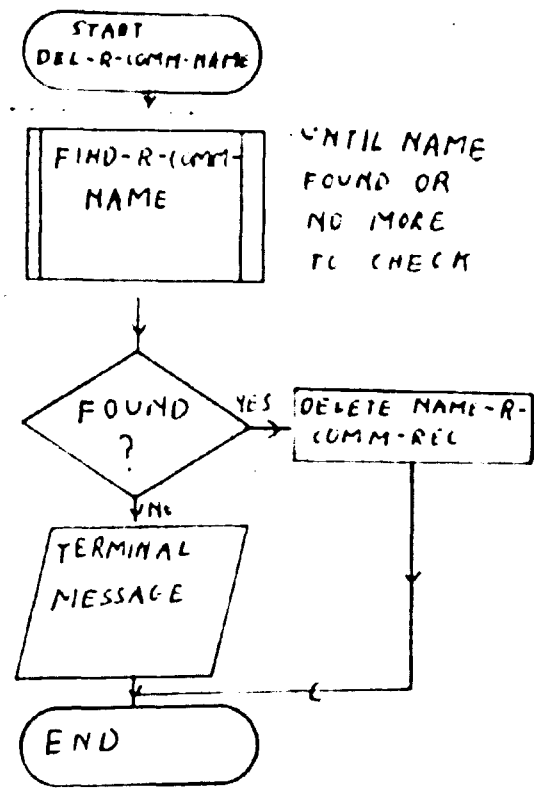 START
DEL-R-COMM-NAME
FIND-R-COMM-
NAME
UNTIL NAME
FOUND OR
NO MORE
TO CHECK
FOUND
?
YES
DELETE NAME-R-
COMM-REC
NO
TERMINAL
MESSAGE
END